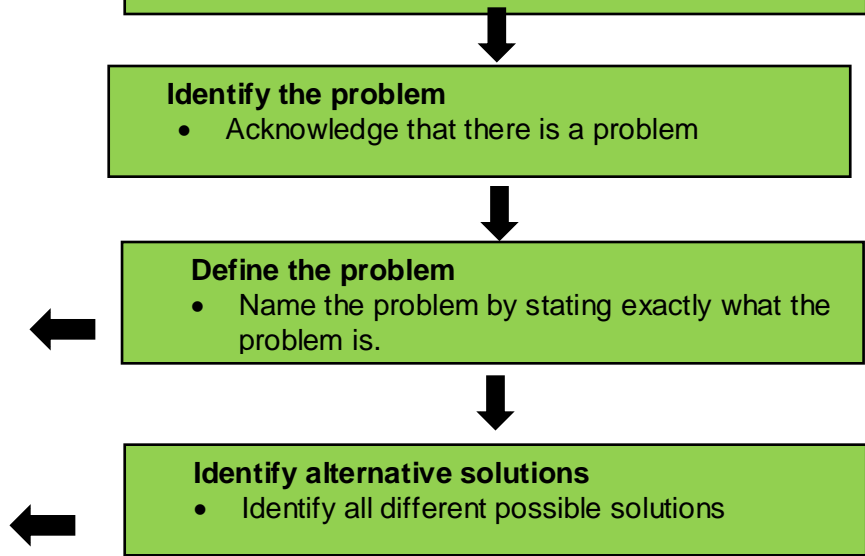 Identify the problem
• Acknowledge that there is a problem
Define the problem
• Name the problem by stating exactly what the
problem is.
Identify alternative solutions
• Identify all different possible solutions